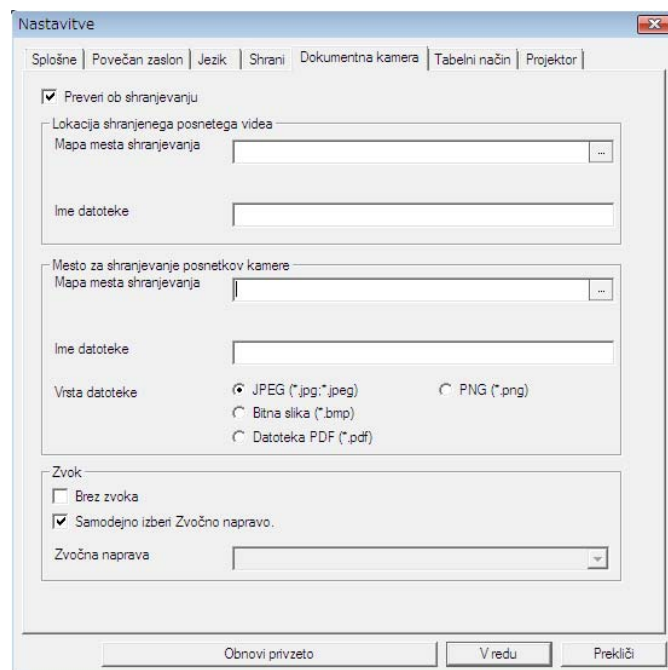 Nastavitve
Splošne Povečan zaslon Jezik Shrani Dokumentna kamera Tabelni način Projektor
Preveri ob shranjevanju
Lokacija shranjenega posnetega videa
Mapa mesta shranjevanja ...
Ime datoteke
Mesto za shranjevanje posnetkov kamere
Mapa mesta shranjevanja ...
Ime datoteke
Vrsta datoteke JPEG (*.jpg;*.jpeg) PNG (*.png)
Bitna slika (*.bmp)
Datoteka PDF (*.pdf)
Zvok
Brez zvoka
Samodejno izberi Zvočno napravo.
Zvočna naprava
Obnovi privzeto V redu Prekliči